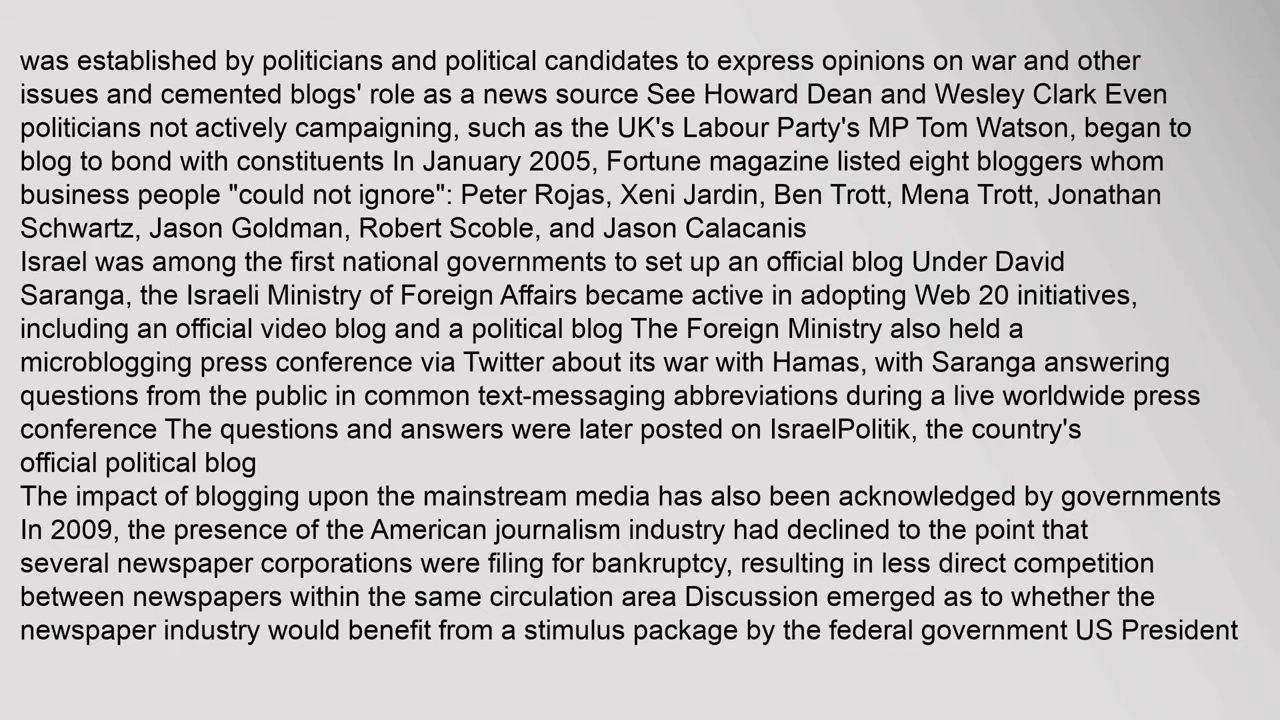 was established by politicians and political candidates to express opinions on war and other
issues and cemented blogs' role as a news source See Howard Dean and Wesley Clark Even
politicians not actively campaigning, such as the UK's Labour Party's MP Tom Watson, began to
blog to bond with constituents In January 2005, Fortune magazine listed eight bloggers whom
business people "could not ignore": Peter Rojas, Xeni Jardin, Ben Trott, Mena Trott, Jonathan
Schwartz, Jason Goldman, Robert Scoble, and Jason Calacanis
Israel was among the first national governments to set up an official blog Under David
Saranga, the Israeli Ministry of Foreign Affairs became active in adopting Web 20 initiatives,
including an official video blog and a political blog The Foreign Ministry also held a
microblogging press conference via Twitter about its war with Hamas, with Saranga answering
questions from the public in common text-messaging abbreviations during a live worldwide press
conference The questions and answers were later posted on IsraelPolitik, the country's
official political blog
The impact of blogging upon the mainstream media has also been acknowledged by governments
In 2009, the presence of the American journalism industry had declined to the point that
several newspaper corporations were filing for bankruptcy, resulting in less direct competition
between newspapers within the same circulation area Discussion emerged as to whether the
newspaper industry would benefit from a stimulus package by the federal government US President